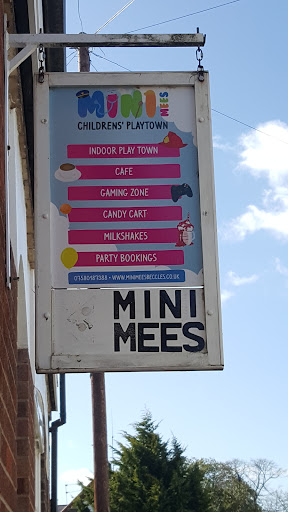 MINI MEES
CHILDRENS' PLAYTOWN
INDOOR PLAY TOWN
CAFE
GAMING ZONE
CANDY CART
MILKSHAKES
PARTY BOOKINGS
07580487388 - WWW.MINIMEESBECCLES.CO.UK
MINI
MEES